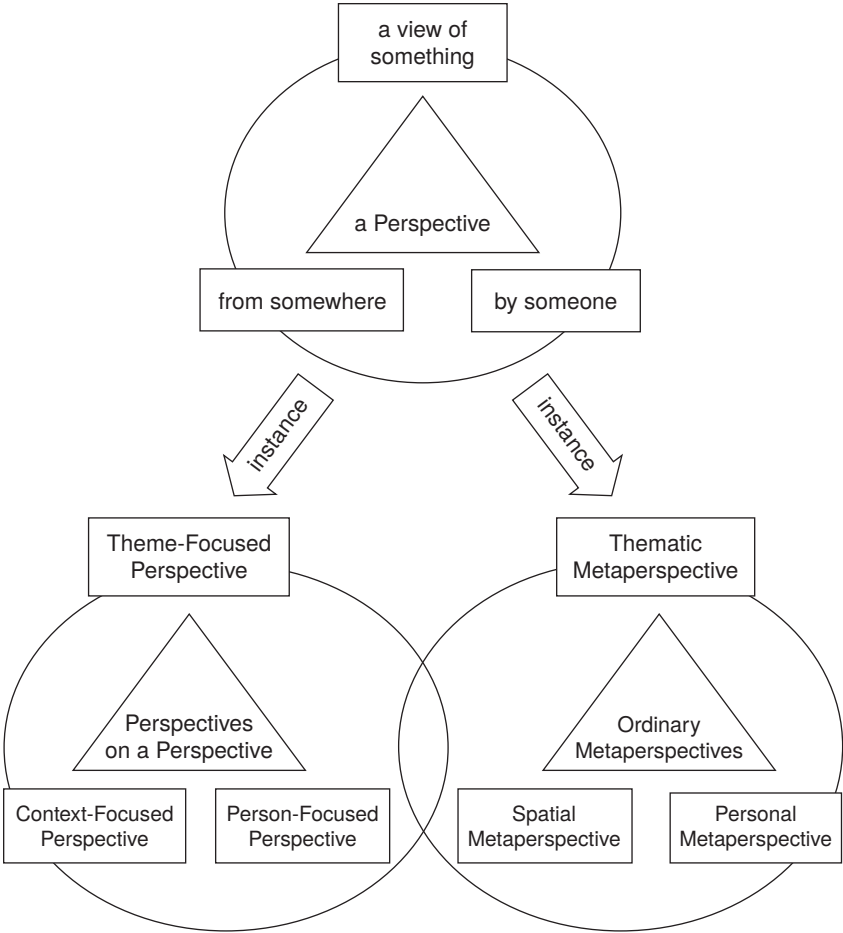 a view of
something
a Perspective
from somewhere
by someone
instance
instance
Theme-Focused
Perspective
Thematic
Metaperspective
Perspectives
on a Perspective
Ordinary
Metaperspectives
Context-Focused
Perspective
Person-Focused
Perspective
Spatial
Metaperspective
Personal
Metaperspective